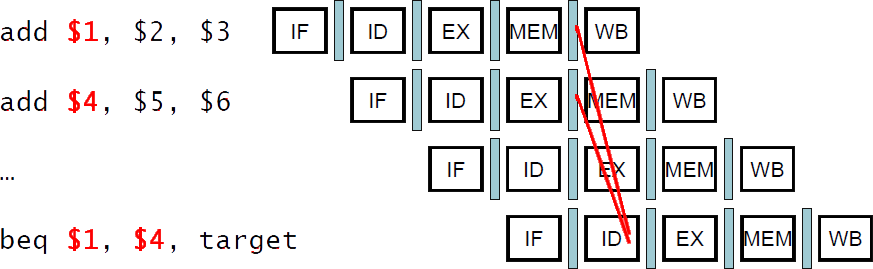 add $1, $2, $3 IF ID EX MEM WB
add $4, $5, $6 IF ID EX MEM WB
… IF ID EX MEM WB
beq $1, $4, target IF ID EX MEM WB